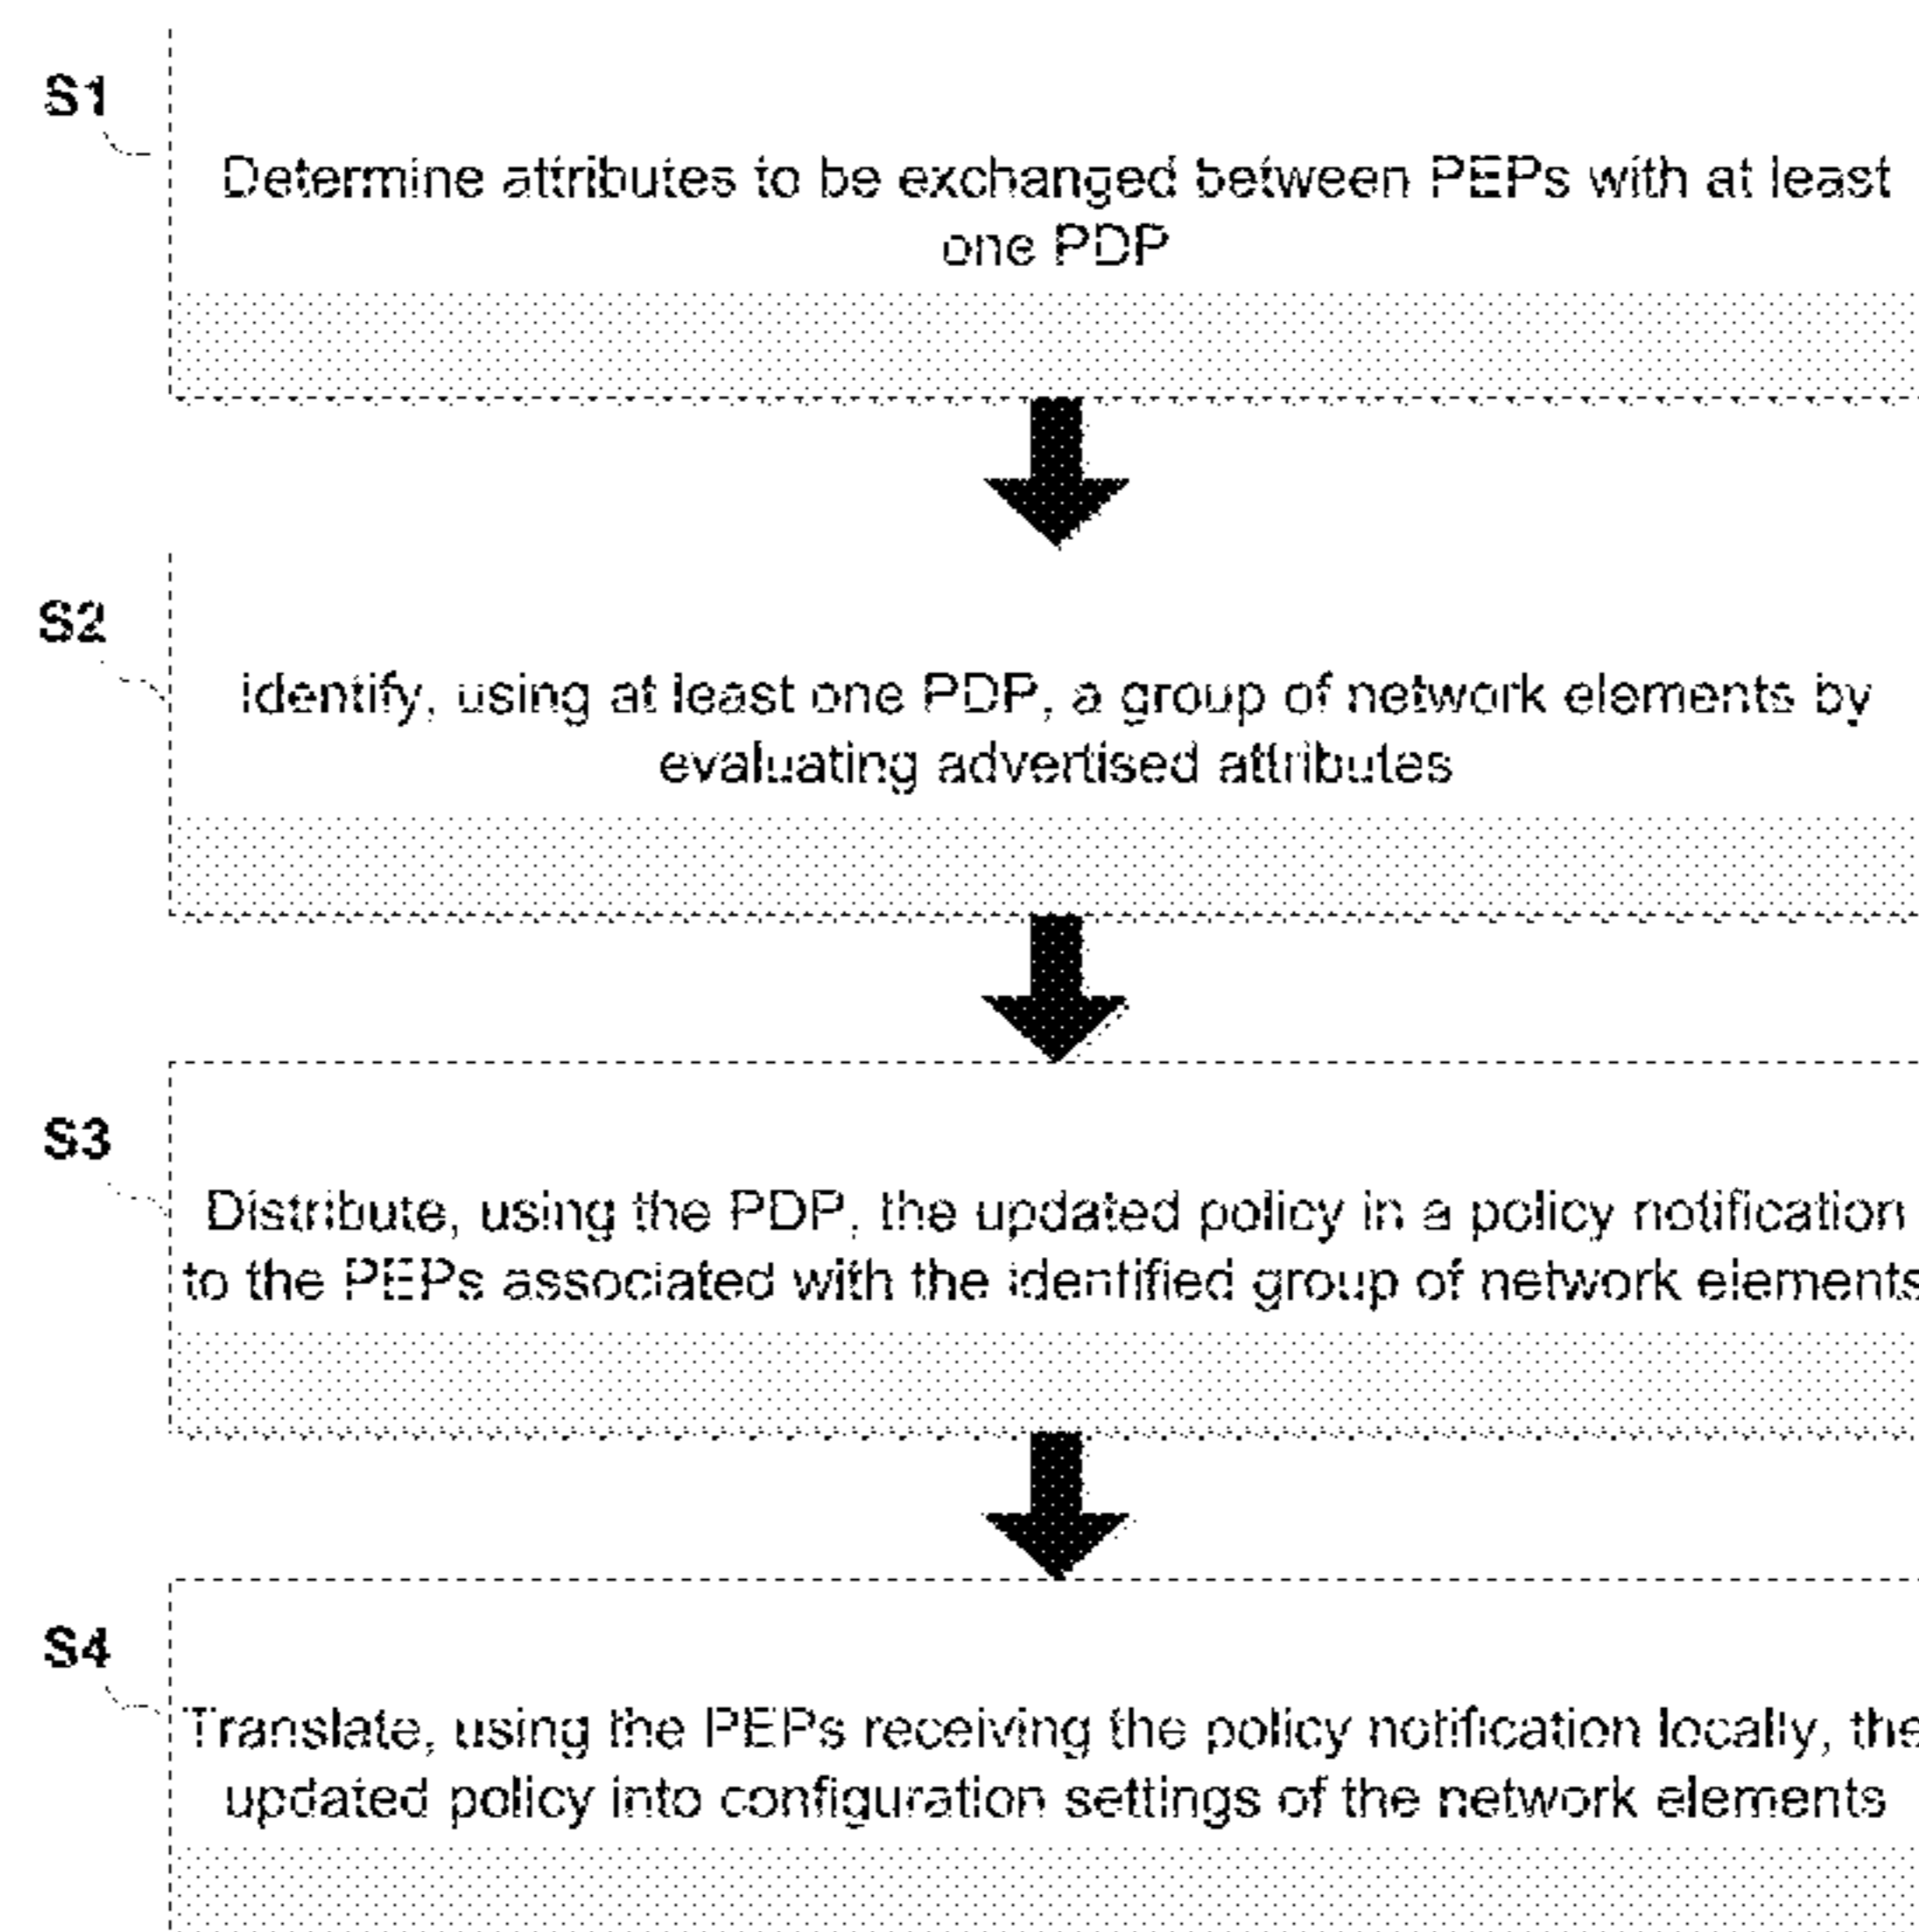 S1
Determine attributes to be exchanged between PEPs with at least
one PDP
S2
Identify, using at least one PDP, a group of network elements by
evaluating advertised attributes
S3
Distribute, using the PDP, the updated policy in a policy notification
to the PEPs associated with the identified group of network elements
S4
Translate, using the PEPs receiving the policy notification locally, the
updated policy into configuration settings of the network elements